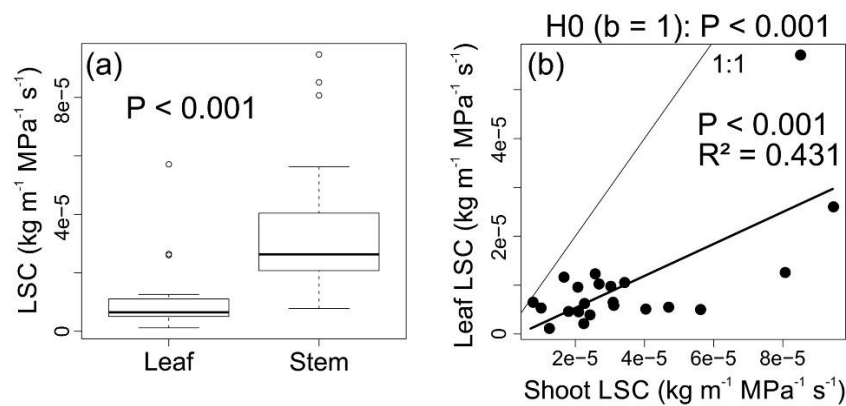 (a)
P < 0.001
LSC (kg m⁻¹ MPa⁻¹ s⁻¹)
8e-5
4e-5
0
Leaf Stem
H0 (b = 1): P < 0.001
(b)
1:1
P < 0.001
R² = 0.431
Leaf LSC (kg m⁻¹ MPa⁻¹ s⁻¹)
4e-5
2e-5
0
2e-5 4e-5 6e-5 8e-5
Shoot LSC (kg m⁻¹ MPa⁻¹ s⁻¹)